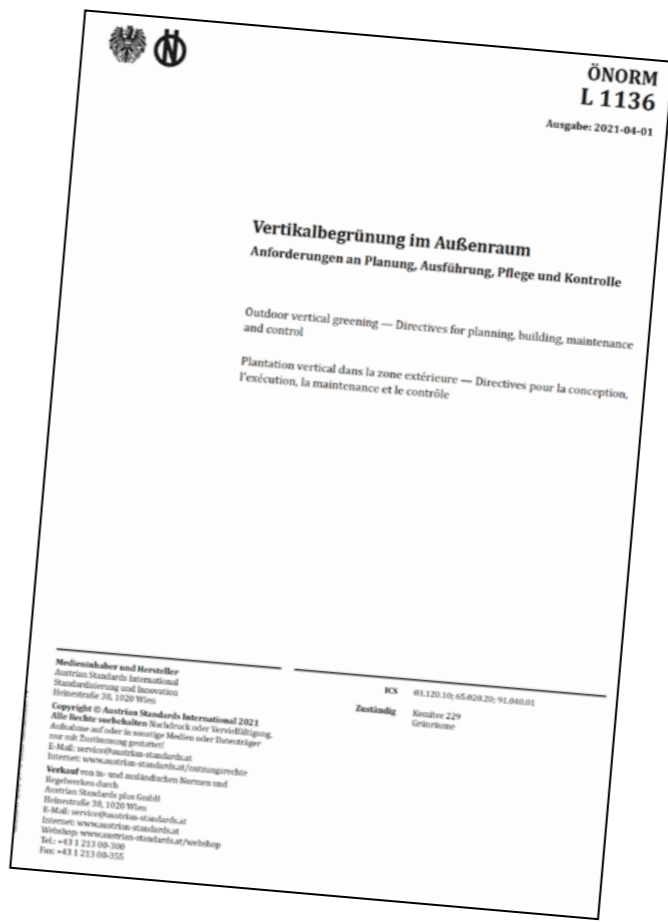 ÖNORM
L 1136
Ausgabe: 2021-04-01
Vertikalbegrünung im Außenraum
Anforderungen an Planung, Ausführung, Pflege und Kontrolle
Outdoor vertical greening — Directives for planning, building, maintenance
and control
Plantation vertical dans la zone extérieure — Directives pour la conception,
l'exécution, la maintenance et le contrôle
Medieninhaber und Hersteller
Austrian Standards International
Standardisierung und Innovation
Heinestraße 38, 1020 Wien
Copyright © Austrian Standards International 2021
Alle Rechte vorbehalten Nachdruck oder Vervielfältigung,
Aufnahme auf oder in sonstige Medien oder Datenträger
nur mit Zustimmung gestattet!
E-Mail: service@austrian-standards.at
Internet: www.austrian-standards.at/nutzungsrechte
Verkauf von in- und ausländischen Normen und
Regelwerken durch
Austrian Standards plus GmbH
Heinestraße 38, 1020 Wien
E-Mail: service@austrian-standards.at
Internet: www.austrian-standards.at
Webshop: www.austrian-standards.at/webshop
Tel.: +43 1 213 00-300
Fax: +43 1 213 00-355
ICS 03.120.10; 65.020.20; 91.040.01
Zuständig Komitee 229
Grünräume